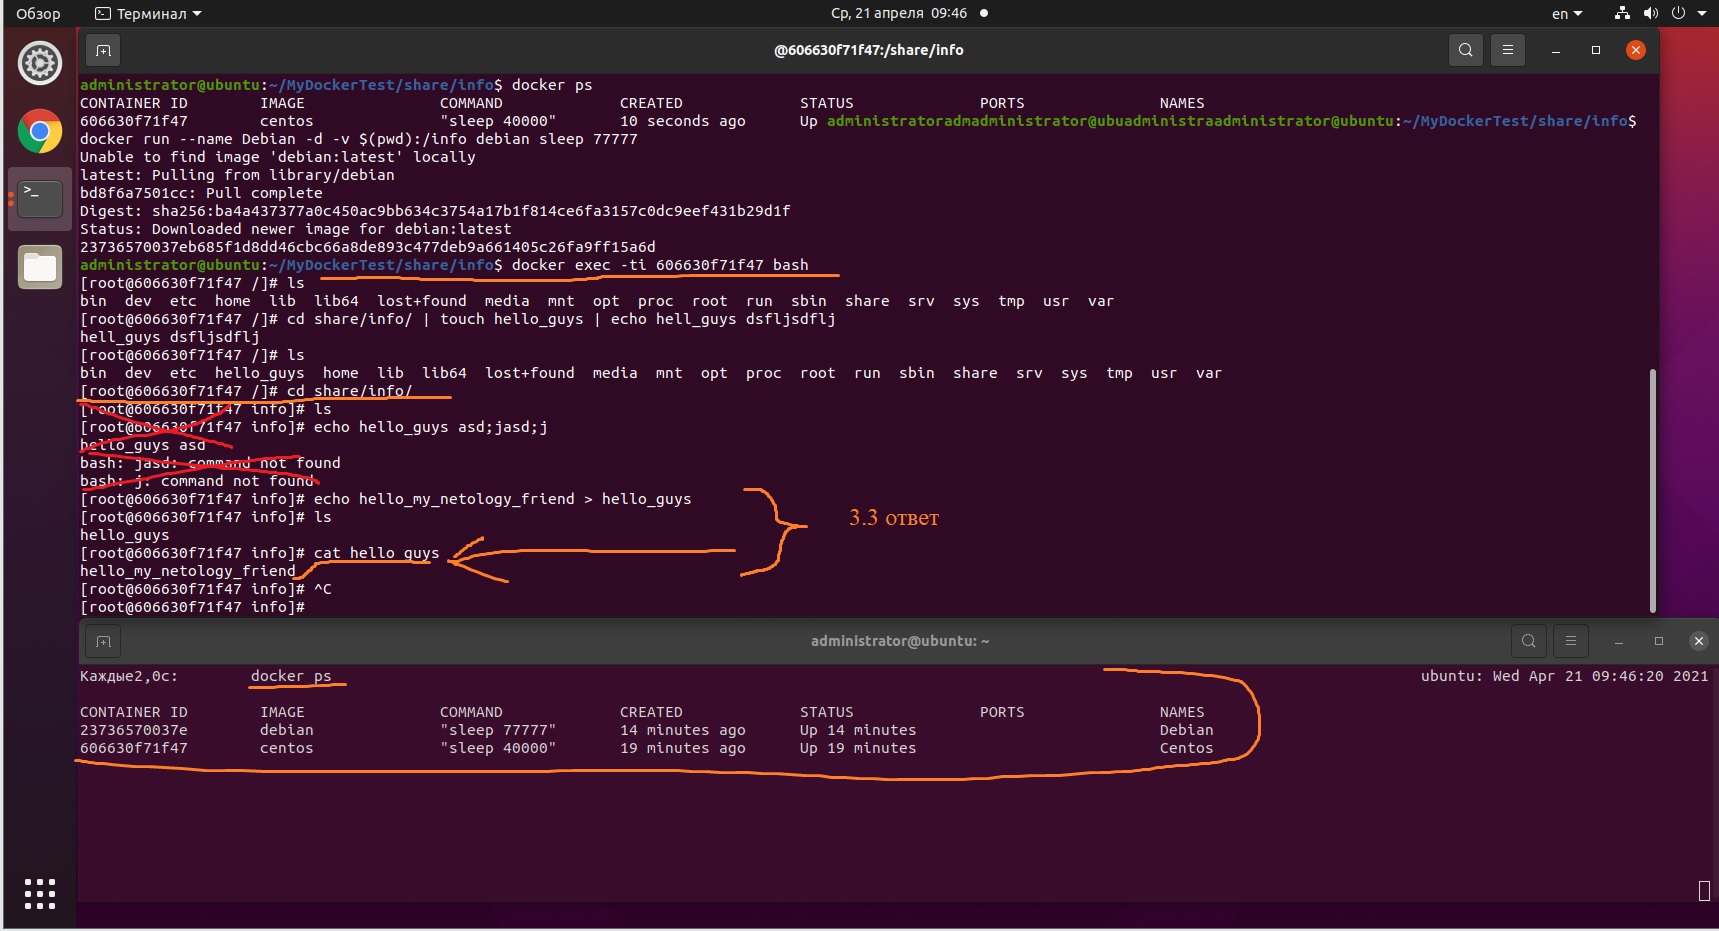 Обзор
Терминал
Ср, 21 апреля 09:46
en
@606630f71f47:/share/info
administrator@ubuntu:~/MyDockerTest/share/info$ docker ps
CONTAINER ID IMAGE COMMAND CREATED STATUS PORTS NAMES
606630f71f47 centos "sleep 40000" 10 seconds ago Up administratoradmadministrator@ubuadministraadministrator@ubuntu:~/MyDockerTest/share/info$
docker run --name Debian -d -v $(pwd):/info debian sleep 77777
Unable to find image 'debian:latest' locally
latest: Pulling from library/debian
bd8f6a7501cc: Pull complete
Digest: sha256:ba4a437377a0c450ac9bb634c3754a17b1f814ce6fa3157c0dc9eef431b29d1f
Status: Downloaded newer image for debian:latest
23736570037eb685f1d8dd46cbc66a8de893c477deb9a661405c26fa9ff15a6d
administrator@ubuntu:~/MyDockerTest/share/info$ docker exec -ti 606630f71f47 bash
[root@606630f71f47 /]# ls
bin dev etc home lib lib64 lost+found media mnt opt proc root run sbin share srv sys tmp usr var
[root@606630f71f47 /]# cd share/info/ | touch hello_guys | echo hell_guys dsfljsdflj
hell_guys dsfljsdflj
[root@606630f71f47 /]# ls
bin dev etc hello_guys home lib lib64 lost+found media mnt opt proc root run sbin share srv sys tmp usr var
[root@606630f71f47 /]# cd share/info/
[root@606630f71f47 info]# ls
[root@606630f71f47 info]# echo hello_guys asd;jasd;j
hello_guys asd
bash: jasd: command not found
bash: j: command not found
[root@606630f71f47 info]# echo hello_my_netology_friend > hello_guys
[root@606630f71f47 info]# ls
hello_guys
[root@606630f71f47 info]# cat hello_guys
hello_my_netology_friend
[root@606630f71f47 info]# ^C
[root@606630f71f47 info]#
3.3 ответ
administrator@ubuntu: ~
Каждые2,0с: docker ps ubuntu: Wed Apr 21 09:46:20 2021
CONTAINER ID IMAGE COMMAND CREATED STATUS PORTS NAMES
23736570037e debian "sleep 77777" 14 minutes ago Up 14 minutes Debian
606630f71f47 centos "sleep 40000" 19 minutes ago Up 19 minutes Centos